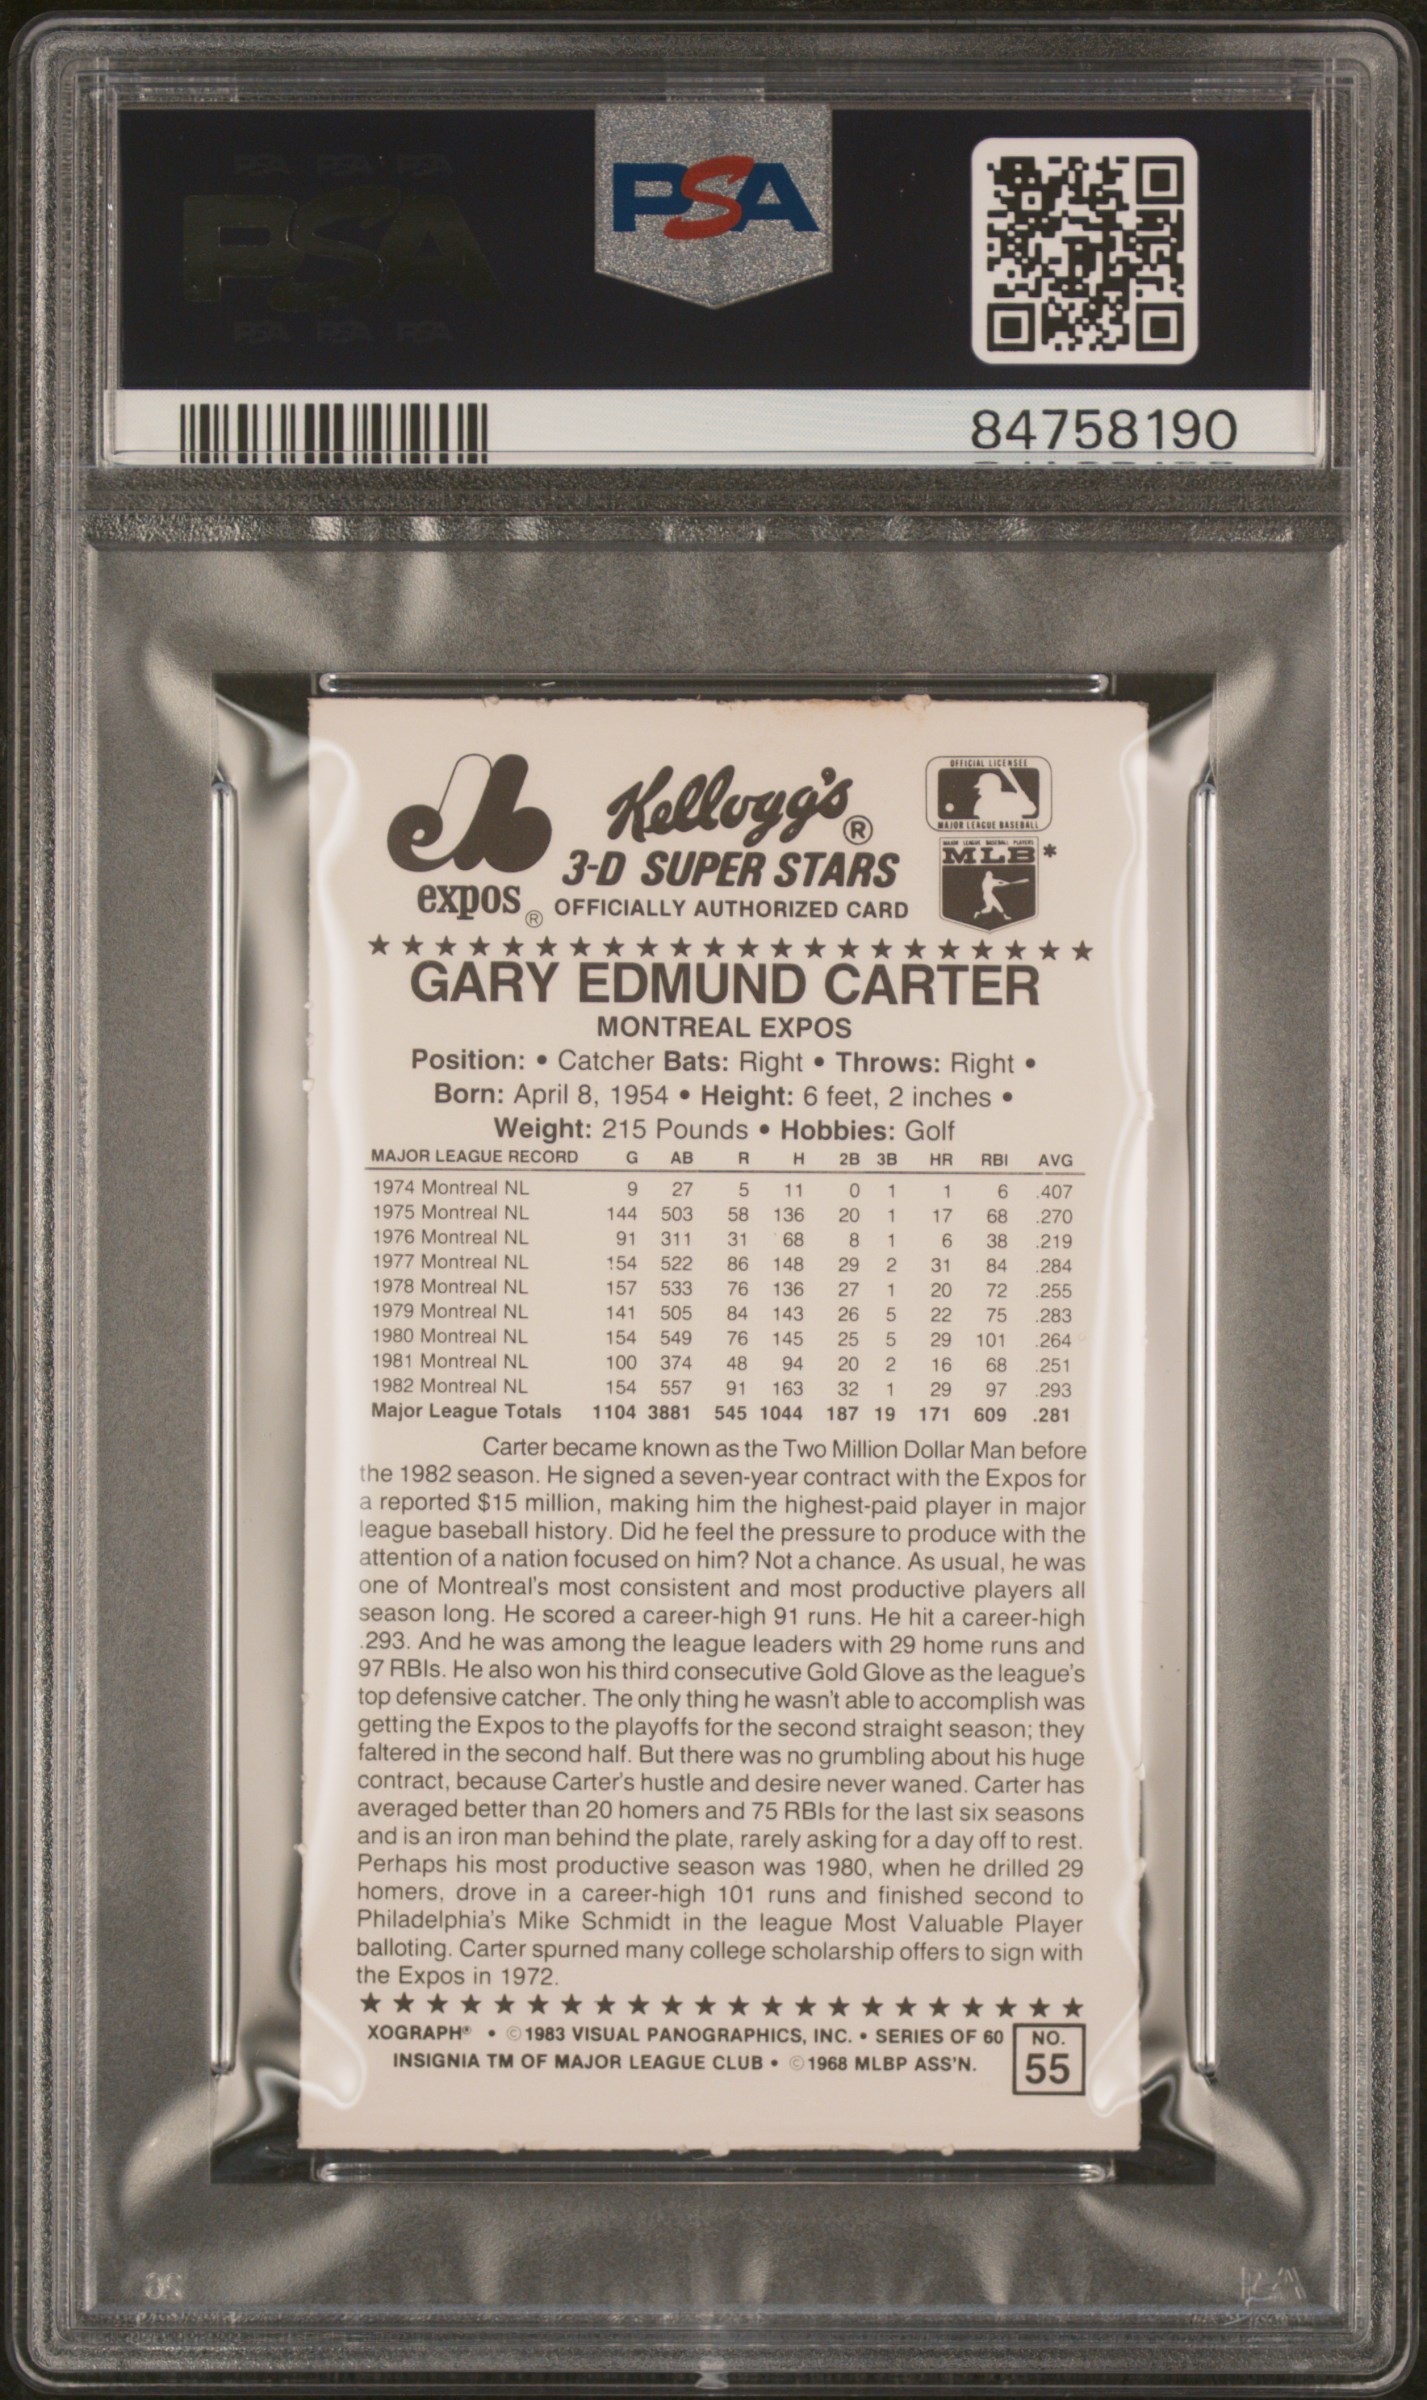 PSA PSA PSA
PSA
PSA PSA PSA
PSA
84758190
expos ®
Kellogg's ®
3-D SUPER STARS
OFFICIALLY AUTHORIZED CARD
OFFICIAL LICENSEE
MAJOR LEAGUE BASEBALL
MAJOR LEAGUE BASEBALL PLAYERS
MLB *
★ ★ ★ ★ ★ ★ ★ ★ ★ ★ ★ ★ ★ ★ ★ ★ ★ ★ ★ ★ ★ ★
GARY EDMUND CARTER
MONTREAL EXPOS
Position: • Catcher Bats: Right • Throws: Right •
Born: April 8, 1954 • Height: 6 feet, 2 inches •
Weight: 215 Pounds • Hobbies: Golf
MAJOR LEAGUE RECORD G AB R H 2B 3B HR RBI AVG
1974 Montreal NL 9 27 5 11 0 1 1 6 .407
1975 Montreal NL 144 503 58 136 20 1 17 68 .270
1976 Montreal NL 91 311 31 68 8 1 6 38 .219
1977 Montreal NL 154 522 86 148 29 2 31 84 .284
1978 Montreal NL 157 533 76 136 27 1 20 72 .255
1979 Montreal NL 141 505 84 143 26 5 22 75 .283
1980 Montreal NL 154 549 76 145 25 5 29 101 .264
1981 Montreal NL 100 374 48 94 20 2 16 68 .251
1982 Montreal NL 154 557 91 163 32 1 29 97 .293
Major League Totals 1104 3881 545 1044 187 19 171 609 .281
Carter became known as the Two Million Dollar Man before
the 1982 season. He signed a seven-year contract with the Expos for
a reported $15 million, making him the highest-paid player in major
league baseball history. Did he feel the pressure to produce with the
attention of a nation focused on him? Not a chance. As usual, he was
one of Montreal's most consistent and most productive players all
season long. He scored a career-high 91 runs. He hit a career-high
.293. And he was among the league leaders with 29 home runs and
97 RBIs. He also won his third consecutive Gold Glove as the league's
top defensive catcher. The only thing he wasn't able to accomplish was
getting the Expos to the playoffs for the second straight season; they
faltered in the second half. But there was no grumbling about his huge
contract, because Carter's hustle and desire never waned. Carter has
averaged better than 20 homers and 75 RBIs for the last six seasons
and is an iron man behind the plate, rarely asking for a day off to rest.
Perhaps his most productive season was 1980, when he drilled 29
homers, drove in a career-high 101 runs and finished second to
Philadelphia's Mike Schmidt in the league Most Valuable Player
balloting. Carter spurned many college scholarship offers to sign with
the Expos in 1972.
★ ★ ★ ★ ★ ★ ★ ★ ★ ★ ★ ★ ★ ★ ★ ★ ★ ★ ★ ★ ★ ★
XOGRAPH® • ©1983 VISUAL PANOGRAPHICS, INC. • SERIES OF 60
INSIGNIA TM OF MAJOR LEAGUE CLUB • ©1968 MLBP ASS'N.
NO.
55